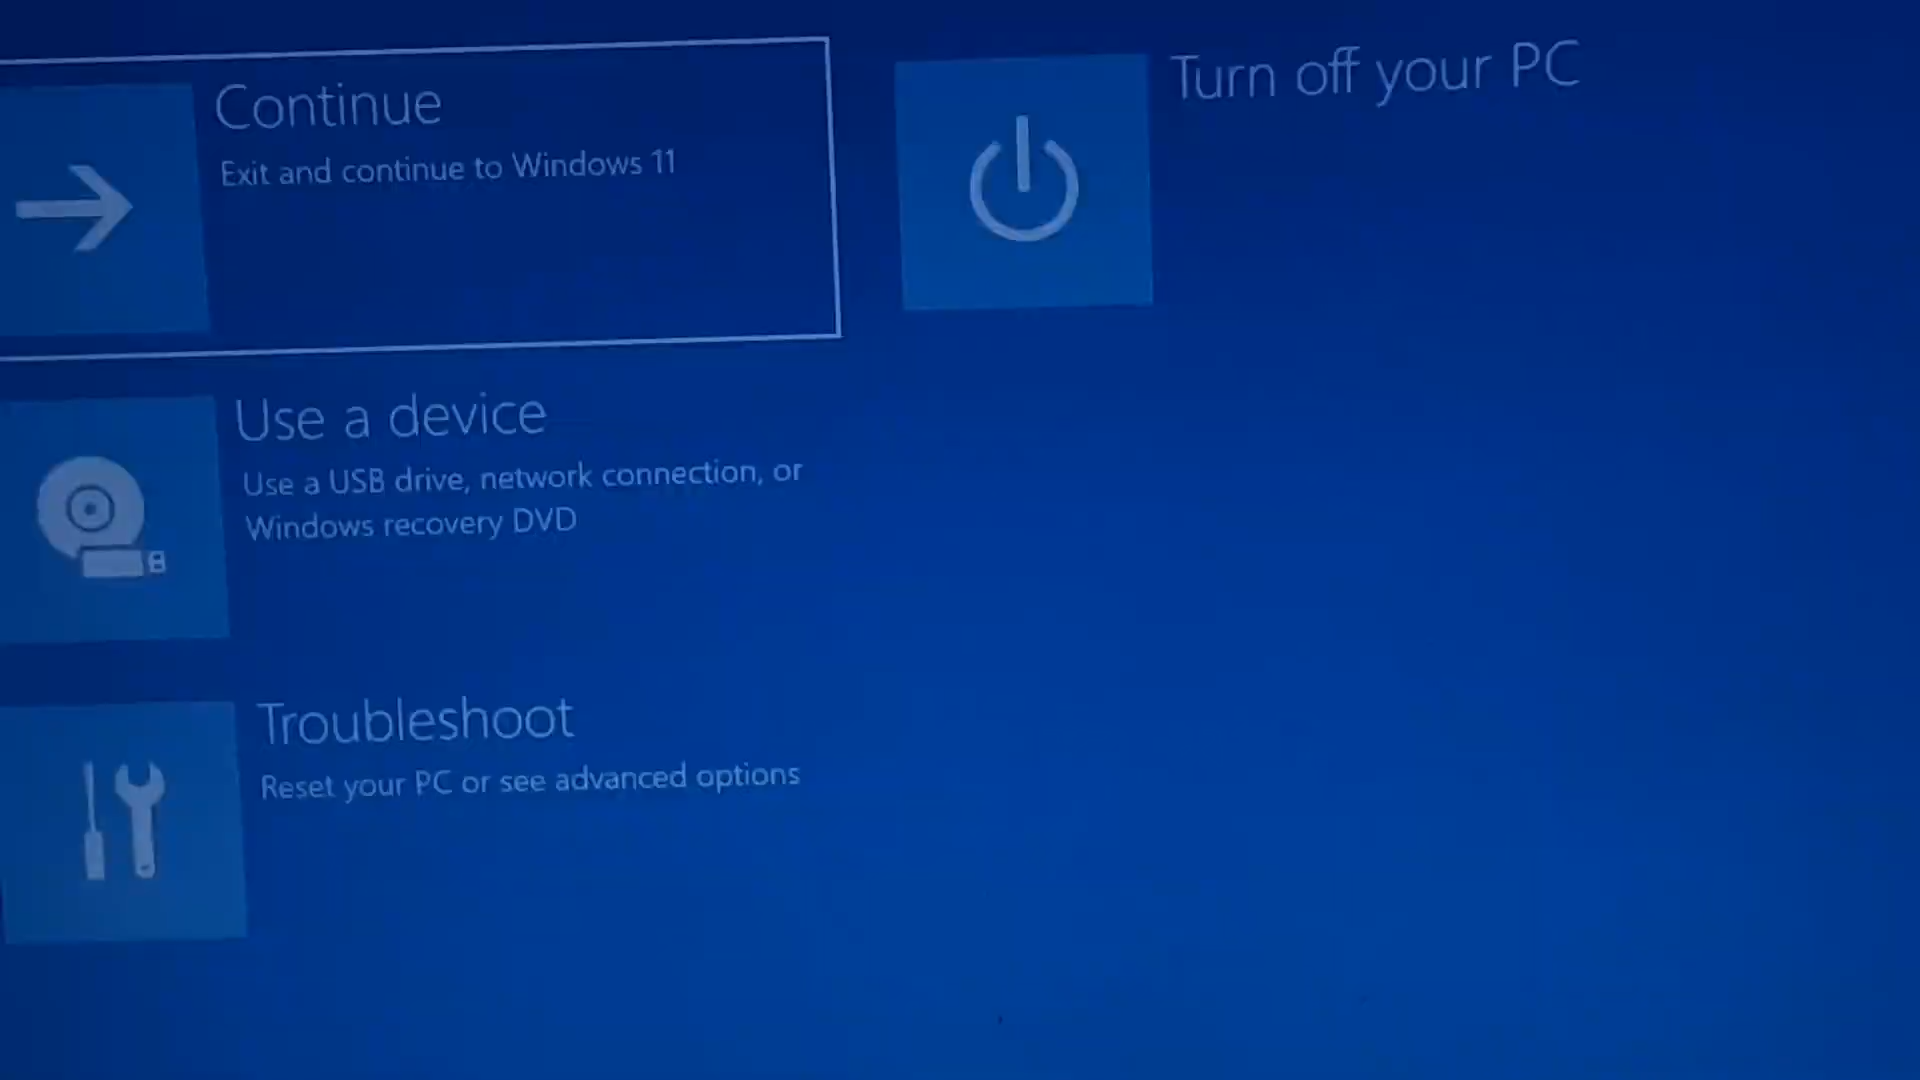 Continue
Exit and continue to Windows 11
Turn off your PC
Use a device
Use a USB drive, network connection, or
Windows recovery DVD
Troubleshoot
Reset your PC or see advanced options